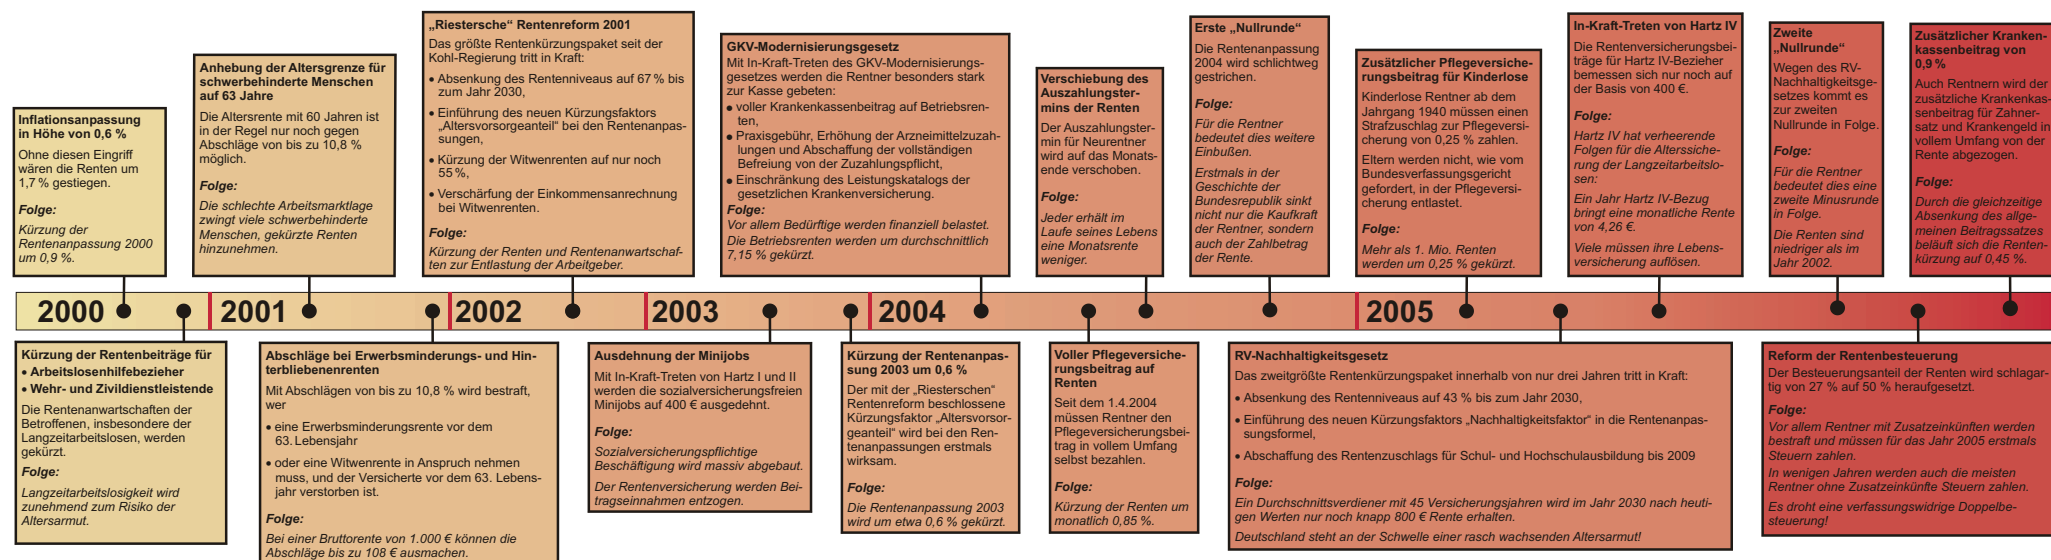 Inflationsanpassung
in Höhe von 0,6 %
Ohne diesen Eingriff
wären die Renten um
1,7 % gestiegen.
Folge:
Kürzung der
Rentenanpassung 2000
um 0,9 %.
Anhebung der Altersgrenze für
schwerbehinderte Menschen
auf 63 Jahre
Die Altersrente mit 60 Jahren ist
in der Regel nur noch gegen
Abschläge von bis zu 10,8 %
möglich.
Folge:
Die schlechte Arbeitsmarktlage
zwingt viele schwerbehinderte
Menschen, gekürzte Renten
hinzunehmen.
„Riestersche“ Rentenreform 2001
Das größte Rentenkürzungspaket seit der
Kohl-Regierung tritt in Kraft:
• Absenkung des Rentenniveaus auf 67 % bis
zum Jahr 2030,
• Einführung des neuen Kürzungsfaktors
„Altersvorsorgeanteil“ bei den Rentenanpas-
sungen,
• Kürzung der Witwenrenten auf nur noch
55 %,
• Verschärfung der Einkommensanrechnung
bei Witwenrenten.
Folge:
Kürzung der Renten und Rentenanwartschaf-
ten zur Entlastung der Arbeitgeber.
GKV-Modernisierungsgesetz
Mit In-Kraft-Treten des GKV-Modernisierungs-
gesetzes werden die Rentner besonders stark
zur Kasse gebeten:
• voller Krankenkassenbeitrag auf Betriebsren-
ten,
• Praxisgebühr, Erhöhung der Arzneimittelzuzah-
lungen und Abschaffung der vollständigen
Befreiung von der Zuzahlungspflicht,
• Einschränkung des Leistungskatalogs der
gesetzlichen Krankenversicherung.
Folge:
Vor allem Bedürftige werden finanziell belastet.
Die Betriebsrenten werden um durchschnittlich
7,15 % gekürzt.
Verschiebung des
Auszahlungster-
mins der Renten
Der Auszahlungster-
min für Neurentner
wird auf das Monats-
ende verschoben.
Folge:
Jeder erhält im
Laufe seines Lebens
eine Monatsrente
weniger.
Erste „Nullrunde“
Die Rentenanpassung
2004 wird schlichtweg
gestrichen.
Folge:
Für die Rentner
bedeutet dies weitere
Einbußen.
Erstmals in der
Geschichte der
Bundesrepublik sinkt
nicht nur die Kaufkraft
der Rentner, sondern
auch der Zahlbetrag
der Rente.
Zusätzlicher Pflegeversiche-
rungsbeitrag für Kinderlose
Kinderlose Rentner ab dem
Jahrgang 1940 müssen einen
Strafzuschlag zur Pflegeversi-
cherung von 0,25 % zahlen.
Eltern werden nicht, wie vom
Bundesverfassungsgericht
gefordert, in der Pflegeversi-
cherung entlastet.
Folge:
Mehr als 1. Mio. Renten
werden um 0,25 % gekürzt.
In-Kraft-Treten von Hartz IV
Die Rentenversicherungsbei-
träge für Hartz IV-Bezieher
bemessen sich nur noch auf
der Basis von 400 €.
Folge:
Hartz IV hat verheerende
Folgen für die Alterssiche-
rung der Langzeitarbeitslo-
sen:
Ein Jahr Hartz IV-Bezug
bringt eine monatliche Rente
von 4,26 €.
Viele müssen ihre Lebens-
versicherung auflösen.
Zweite
„Nullrunde“
Wegen des RV-
Nachhaltigkeitsge-
setzes kommt es
zur zweiten
Nullrunde in Folge.
Folge:
Für die Rentner
bedeutet dies eine
zweite Minusrunde
in Folge.
Die Renten sind
niedriger als im
Jahr 2002.
Zusätzlicher Kranken-
kassenbeitrag von
0,9 %
Auch Rentnern wird der
zusätzliche Krankenkas-
senbeitrag für Zahner-
satz und Krankengeld in
vollem Umfang von der
Rente abgezogen.
Folge:
Durch die gleichzeitige
Absenkung des allge-
meinen Beitragssatzes
beläuft sich die Renten-
kürzung auf 0,45 %.
2000
2001
2002
2003
2004
2005
Kürzung der Rentenbeiträge für
• Arbeitslosenhilfebezieher
• Wehr- und Zivildienstleistende
Die Rentenanwartschaften der
Betroffenen, insbesondere der
Langzeitarbeitslosen, werden
gekürzt.
Folge:
Langzeitarbeitslosigkeit wird
zunehmend zum Risiko der
Altersarmut.
Abschläge bei Erwerbsminderungs- und Hin-
terbliebenenrenten
Mit Abschlägen von bis zu 10,8 % wird bestraft,
wer
• eine Erwerbsminderungsrente vor dem
63. Lebensjahr
• oder eine Witwenrente in Anspruch nehmen
muss, und der Versicherte vor dem 63. Lebens-
jahr verstorben ist.
Folge:
Bei einer Bruttorente von 1.000 € können die
Abschläge bis zu 108 € ausmachen.
Ausdehnung der Minijobs
Mit In-Kraft-Treten von Hartz I und II
werden die sozialversicherungsfreien
Minijobs auf 400 € ausgedehnt.
Folge:
Sozialversicherungspflichtige
Beschäftigung wird massiv abgebaut.
Der Rentenversicherung werden Bei-
tragseinnahmen entzogen.
Kürzung der Rentenanpas-
sung 2003 um 0,6 %
Der mit der „Riesterschen“
Rentenreform beschlossene
Kürzungsfaktor „Altersvorsor-
geanteil“ wird bei den Ren-
tenanpassungen erstmals
wirksam.
Folge:
Die Rentenanpassung 2003
wird um etwa 0,6 % gekürzt.
Voller Pflegeversiche-
rungsbeitrag auf
Renten
Seit dem 1.4.2004
müssen Rentner den
Pflegeversicherungsbei-
trag in vollem Umfang
selbst bezahlen.
Folge:
Kürzung der Renten um
monatlich 0,85 %.
RV-Nachhaltigkeitsgesetz
Das zweitgrößte Rentenkürzungspaket innerhalb von nur drei Jahren tritt in Kraft:
• Absenkung des Rentenniveaus auf 43 % bis zum Jahr 2030,
• Einführung des neuen Kürzungsfaktors „Nachhaltigkeitsfaktor“ in die Rentenanpas-
sungsformel,
• Abschaffung des Rentenzuschlags für Schul- und Hochschulausbildung bis 2009
Folge:
Ein Durchschnittsverdiener mit 45 Versicherungsjahren wird im Jahr 2030 nach heuti-
gen Werten nur noch knapp 800 € Rente erhalten.
Deutschland steht an der Schwelle einer rasch wachsenden Altersarmut!
Reform der Rentenbesteuerung
Der Besteuerungsanteil der Renten wird schlagar-
tig von 27 % auf 50 % heraufgesetzt.
Folge:
Vor allem Rentner mit Zusatzeinkünften werden
bestraft und müssen für das Jahr 2005 erstmals
Steuern zahlen.
In wenigen Jahren werden auch die meisten
Rentner ohne Zusatzeinkünfte Steuern zahlen.
Es droht eine verfassungswidrige Doppelbe-
steuerung!